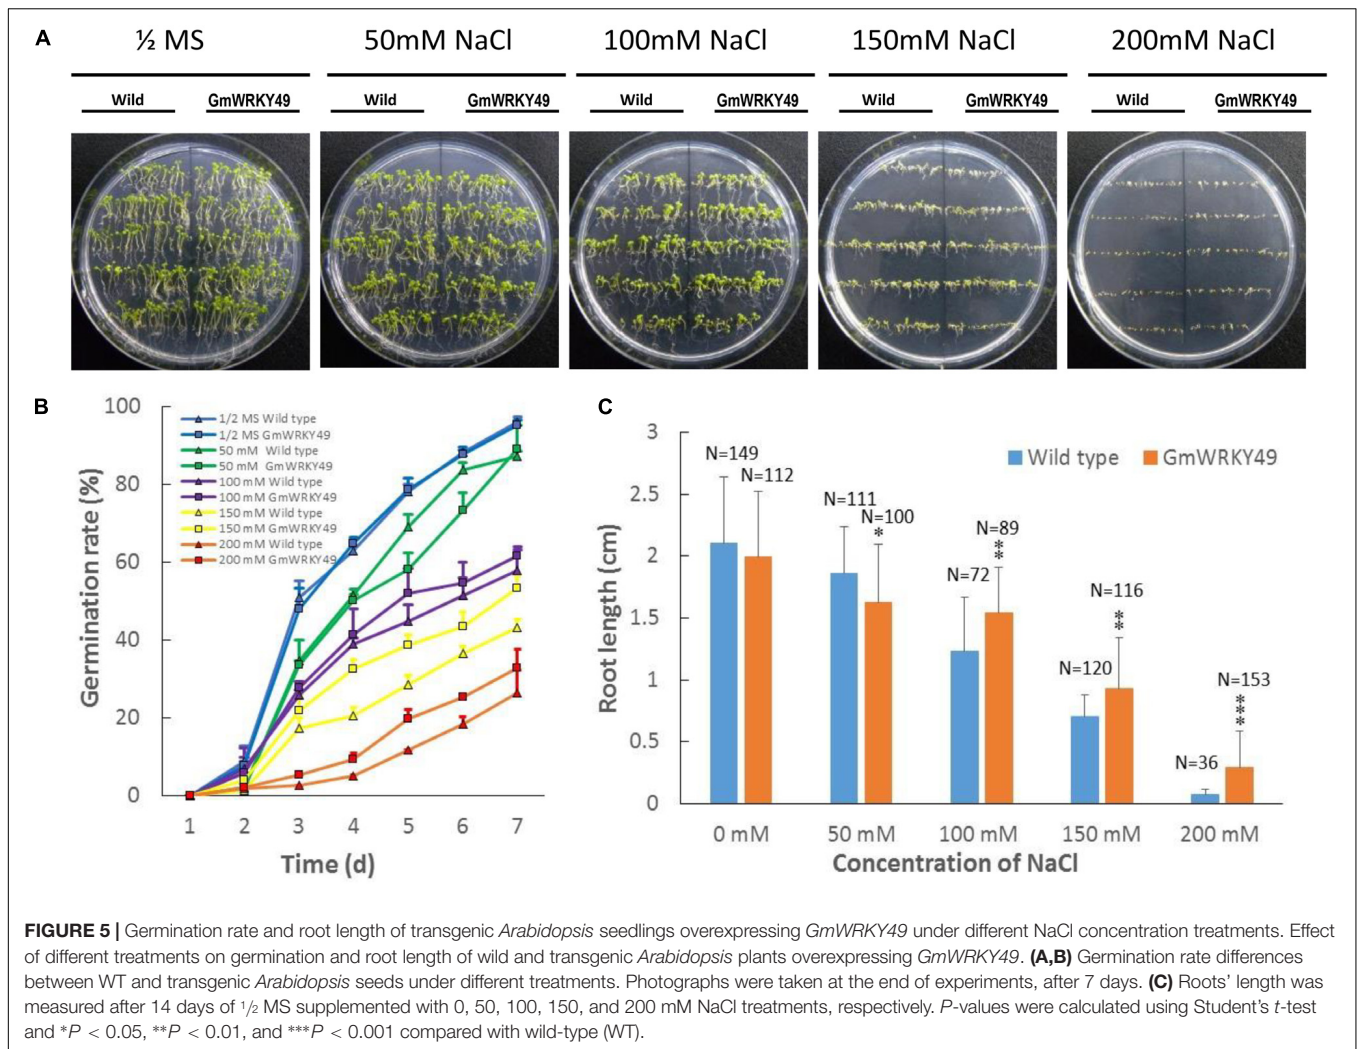 A
½ MS
50mM NaCl
100mM NaCl
150mM NaCl
200mM NaCl
Wild
GmWRKY49
Wild
GmWRKY49
Wild
GmWRKY49
Wild
GmWRKY49
Wild
GmWRKY49
B
Germination rate (%)
100
80
60
40
20
0
1/2 MS Wild type
1/2 MS GmWRKY49
50 mM Wild type
50 mM GmWRKY49
100 mM Wild type
100 mM GmWRKY49
150 mM Wild type
150 mM GmWRKY49
200 mM Wild type
200 mM GmWRKY49
1 2 3 4 5 6 7
Time (d)
C
Root length (cm)
3
2.5
2
1.5
1
0.5
0
Wild type
GmWRKY49
N=149
N=112
N=111
N=100
*
N=72
N=89
**
N=120
N=116
**
N=36
N=153
***
0 mM 50 mM 100 mM 150 mM 200 mM
Concentration of NaCl
FIGURE 5 | Germination rate and root length of transgenic Arabidopsis seedlings overexpressing GmWRKY49 under different NaCl concentration treatments. Effect
of different treatments on germination and root length of wild and transgenic Arabidopsis plants overexpressing GmWRKY49. (A,B) Germination rate differences
between WT and transgenic Arabidopsis seeds under different treatments. Photographs were taken at the end of experiments, after 7 days. (C) Roots' length was
measured after 14 days of ½ MS supplemented with 0, 50, 100, 150, and 200 mM NaCl treatments, respectively. P-values were calculated using Student's t-test
and *P < 0.05, **P < 0.01, and ***P < 0.001 compared with wild-type (WT).